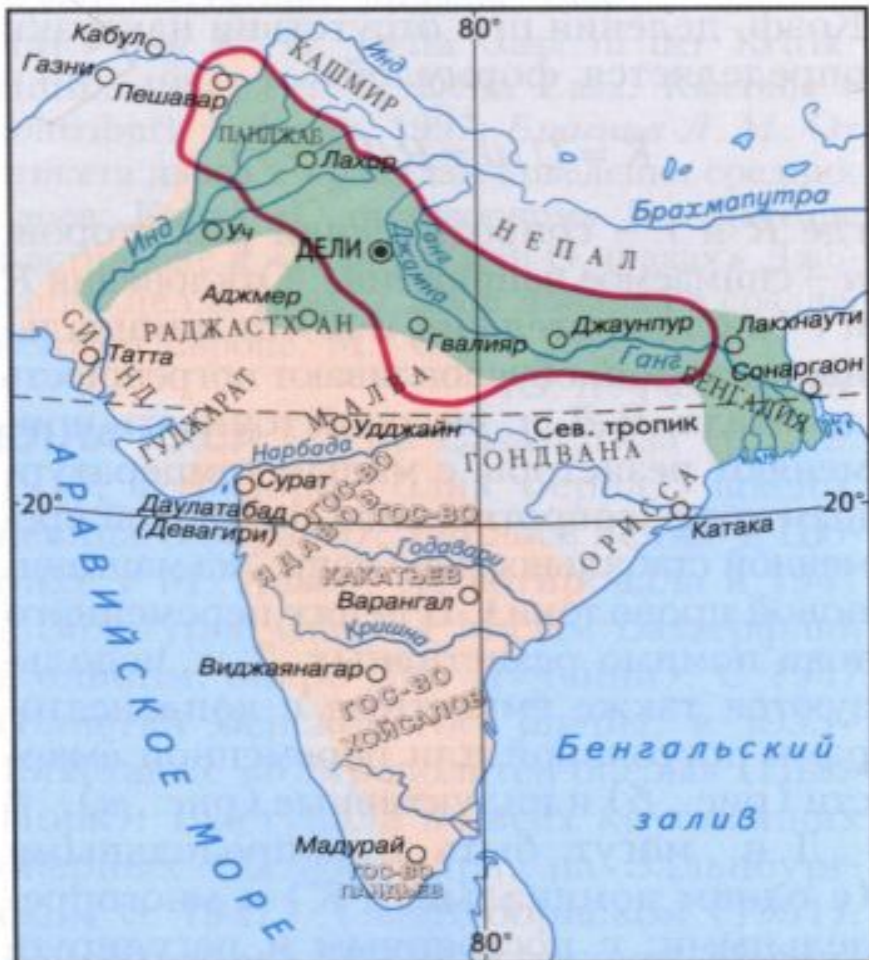 80°
Кабул
Газни
Пешавар
Инд
КАШМИР
ПАНДЖАБ
Лахор
Брахмапутра
Инд
Уч
ДЕЛИ
Ганг
Джамна
НЕПАЛ
Аджмер
РАДЖАСТХАН
Гвалияр
Джаунпур
Ганг
Лакхнаути
Сонаргаон
БЕНГАЛИЯ
СИНД
Татта
ГУДЖАРАТ
МАЛВА
Удджайн
Сев. тропик
Нарбада
ГОНДВАНА
Сурат
20°
20°
Даулатабад
(Девагири)
ГОС-ВО
ЯДАВОВ
ГОС-ВО
КАКАТЬЕВ
Годавари
ОРИССА
Катака
Варангал
Кришна
Виджаянагар
ГОС-ВО
ХОЙСАЛОВ
АРАВИЙСКОЕ МОРЕ
Бенгальский
залив
Мадурай
ГОС-ВО
ПАНДЬЕВ
80°